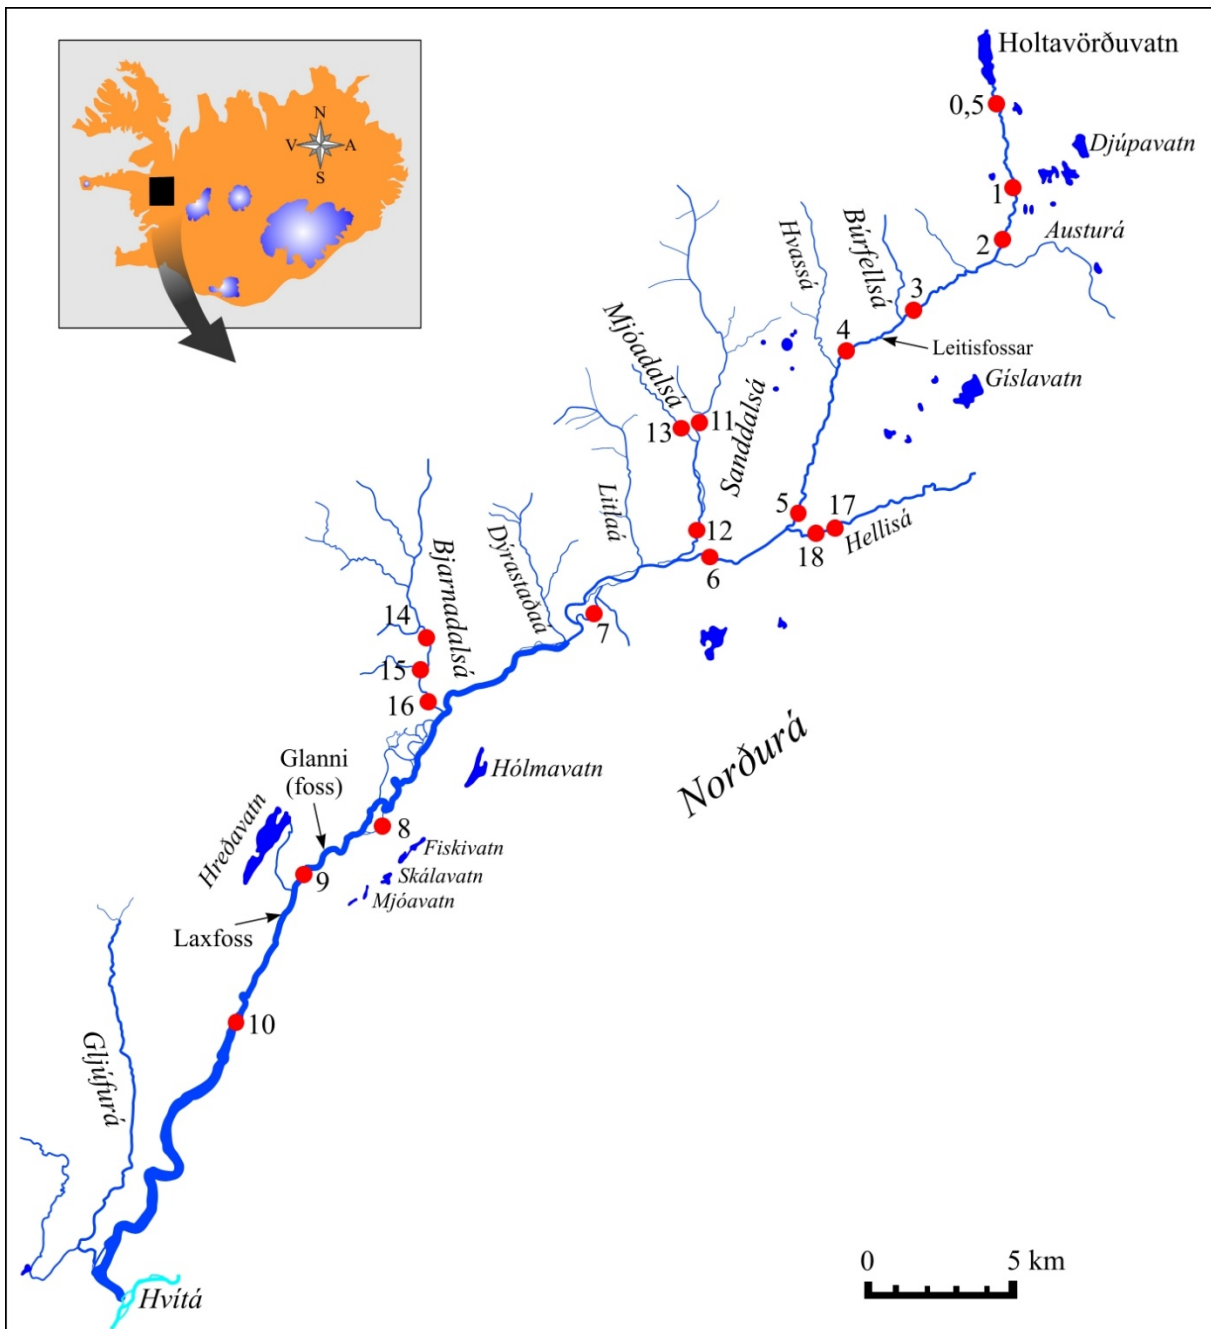 Holtavörðuvatn
0,5
N
V
A
S
Djúpavatn
1
Austurá
2
Búrfellsá
Hvassá
3
4
Leitisfossar
Gíslavatn
Mjóadalsá
Sanddalsá
11
13
Litlaá
5
17
Hellisá
18
12
6
Dýrastaðaá
Bjarnadalsá
7
14
15
16
Norðurá
Glanni
(foss)
Hólmavatn
Hreðavatn
8
Fiskivatn
Skálavatn
Mjóavatn
9
Laxfoss
10
Gljúfurá
0
5 km
Hvítá